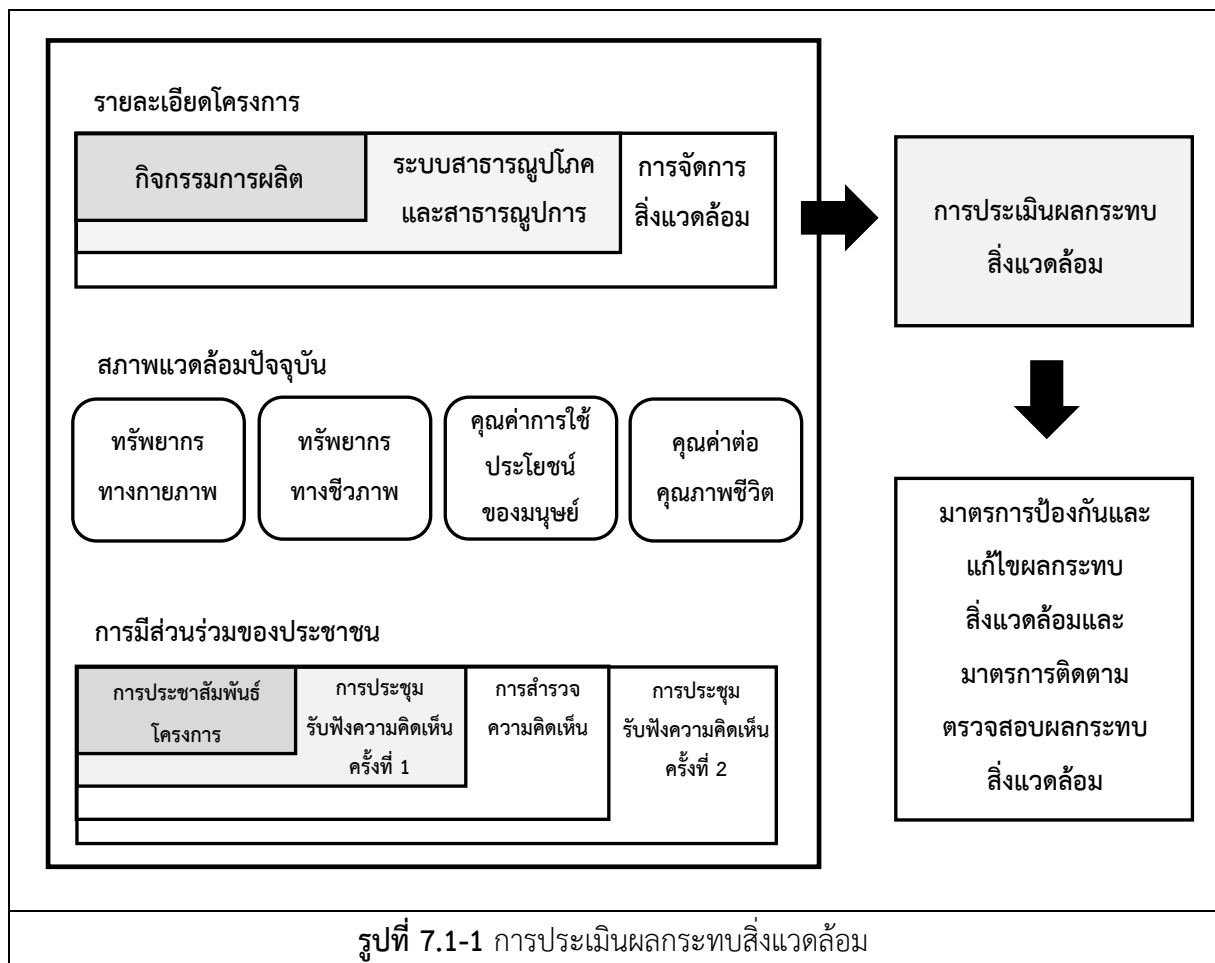 รายละเอียดโครงการ
กิจกรรมการผลิต
ระบบสาธารณูปโภค
และสาธารณูปการ
การจัดการ
สิ่งแวดล้อม
การประเมินผลกระทบ
สิ่งแวดล้อม
สภาพแวดล้อมปัจจุบัน
ทรัพยากร
ทางกายภาพ
ทรัพยากร
ทางชีวภาพ
คุณค่าการใช้
ประโยชน์
ของมนุษย์
คุณค่าต่อ
คุณภาพชีวิต
มาตรการป้องกันและ
แก้ไขผลกระทบ
สิ่งแวดล้อมและ
มาตรการติดตาม
ตรวจสอบผลกระทบ
สิ่งแวดล้อม
การมีส่วนร่วมของประชาชน
การประชาสัมพันธ์
โครงการ
การประชุม
รับฟังความคิดเห็น
ครั้งที่ 1
การสำรวจ
ความคิดเห็น
การประชุม
รับฟังความคิดเห็น
ครั้งที่ 2
รูปที่ 7.1-1 การประเมินผลกระทบสิ่งแวดล้อม